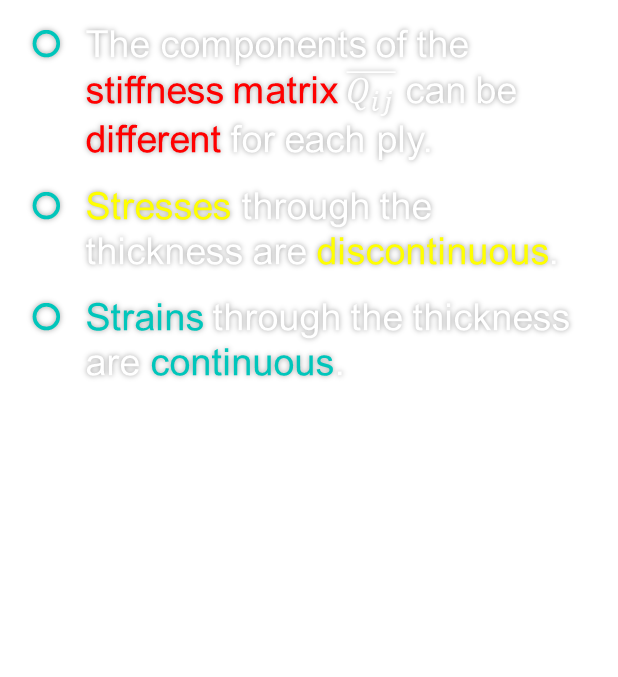 The components of the
stiffness matrix $\overline{Q_{ij}}$ can be
different for each ply.
Stresses through the
thickness are discontinuous.
Strains through the thickness
are continuous.